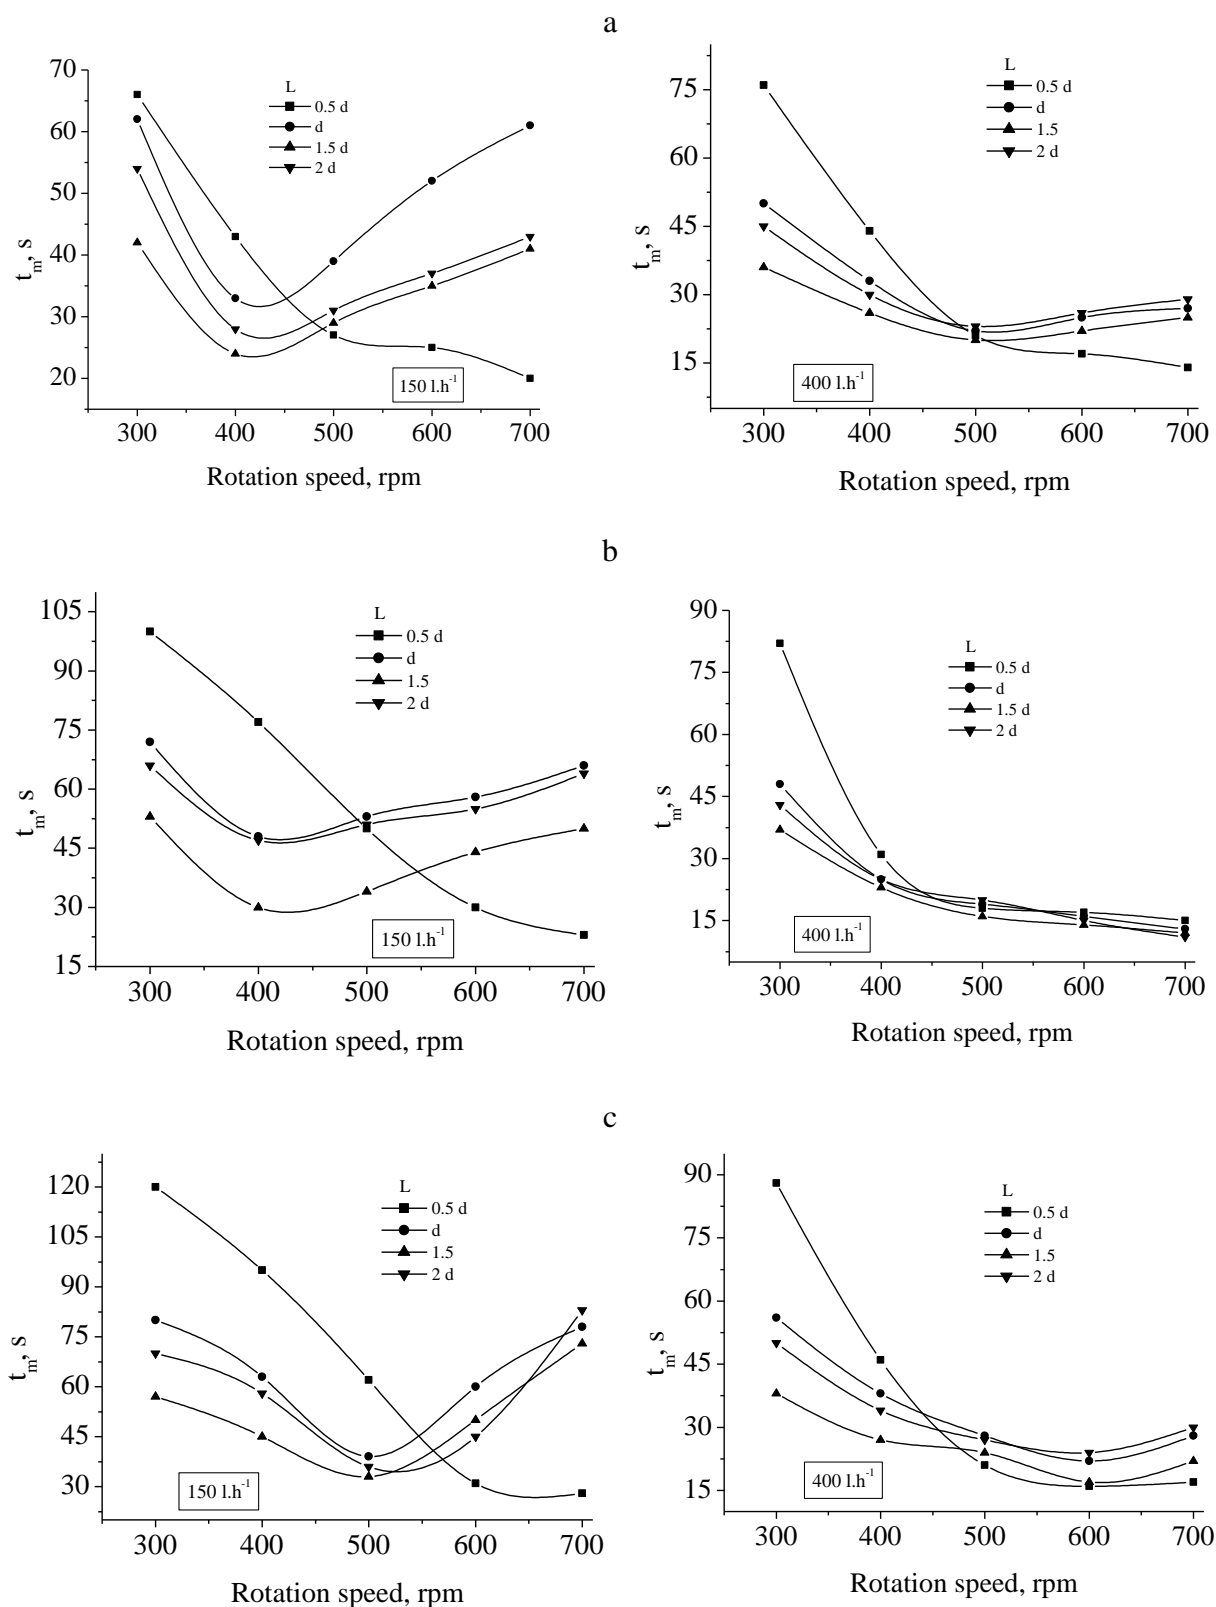 a
70
60
50
40
30
20
t_m, s
L
0.5 d
d
1.5 d
2 d
150 l.h⁻¹
300 400 500 600 700
Rotation speed, rpm
75
60
45
30
15
t_m, s
L
0.5 d
d
1.5
2 d
400 l.h⁻¹
300 400 500 600 700
Rotation speed, rpm
b
105
90
75
60
45
30
15
t_m, s
L
0.5 d
d
1.5
2 d
150 l.h⁻¹
300 400 500 600 700
Rotation speed, rpm
90
75
60
45
30
15
t_m, s
L
0.5 d
d
1.5 d
2 d
400 l.h⁻¹
300 400 500 600 700
Rotation speed, rpm
c
120
105
90
75
60
45
30
t_m, s
L
0.5 d
d
1.5
2 d
150 l.h⁻¹
300 400 500 600 700
Rotation speed, rpm
90
75
60
45
30
15
t_m, s
L
0.5 d
d
1.5
2 d
400 l.h⁻¹
300 400 500 600 700
Rotation speed, rpm